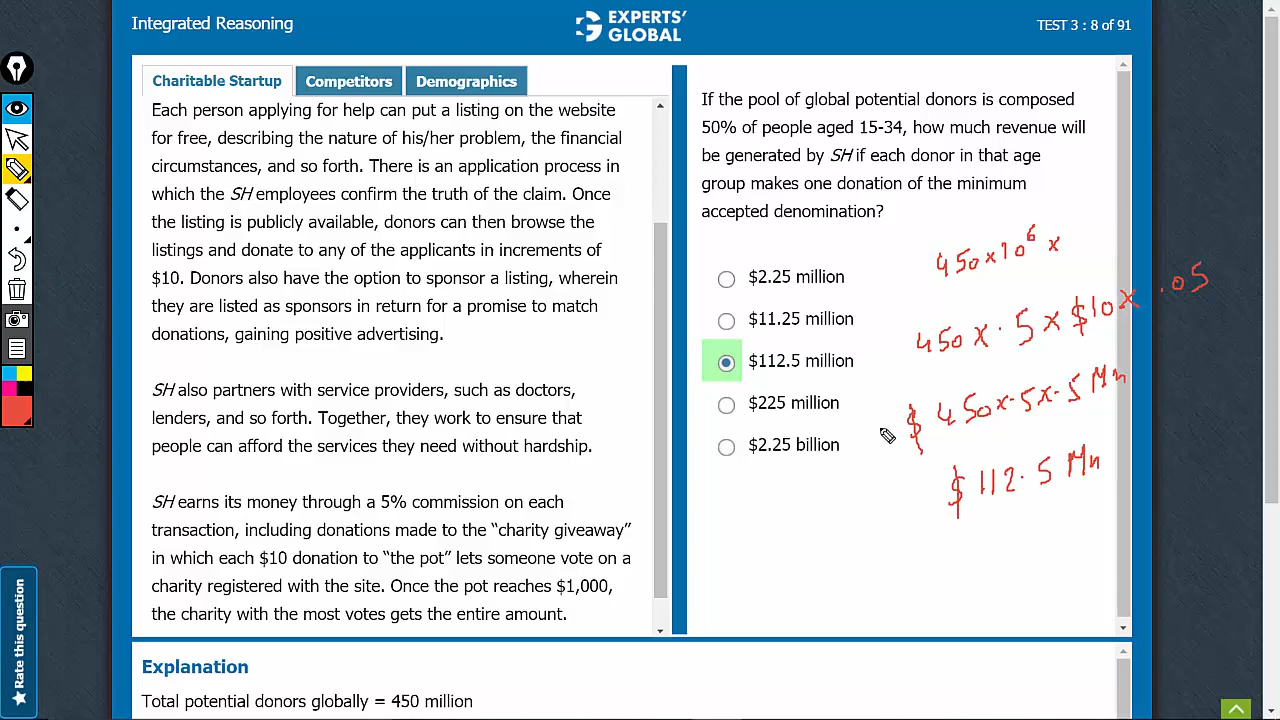 Integrated Reasoning
EXPERTS'
GLOBAL
TEST 3 : 8 of 91
Charitable Startup
Competitors
Demographics
Each person applying for help can put a listing on the website
for free, describing the nature of his/her problem, the financial
circumstances, and so forth. There is an application process in
which the SH employees confirm the truth of the claim. Once
the listing is publicly available, donors can then browse the
listings and donate to any of the applicants in increments of
$10. Donors also have the option to sponsor a listing, wherein
they are listed as sponsors in return for a promise to match
donations, gaining positive advertising.
SH also partners with service providers, such as doctors,
lenders, and so forth. Together, they work to ensure that
people can afford the services they need without hardship.
SH earns its money through a 5% commission on each
transaction, including donations made to the “charity giveaway”
in which each $10 donation to “the pot” lets someone vote on a
charity registered with the site. Once the pot reaches $1,000,
the charity with the most votes gets the entire amount.
If the pool of global potential donors is composed
50% of people aged 15-34, how much revenue will
be generated by SH if each donor in that age
group makes one donation of the minimum
accepted denomination?
$2.25 million
$11.25 million
$112.5 million
$225 million
$2.25 billion
450x10⁶ x
450 x .5 x $10 x .05
$ 450x.5x.5 Mn
$ 112.5 Mn
Explanation
Total potential donors globally = 450 million
★ Rate this question